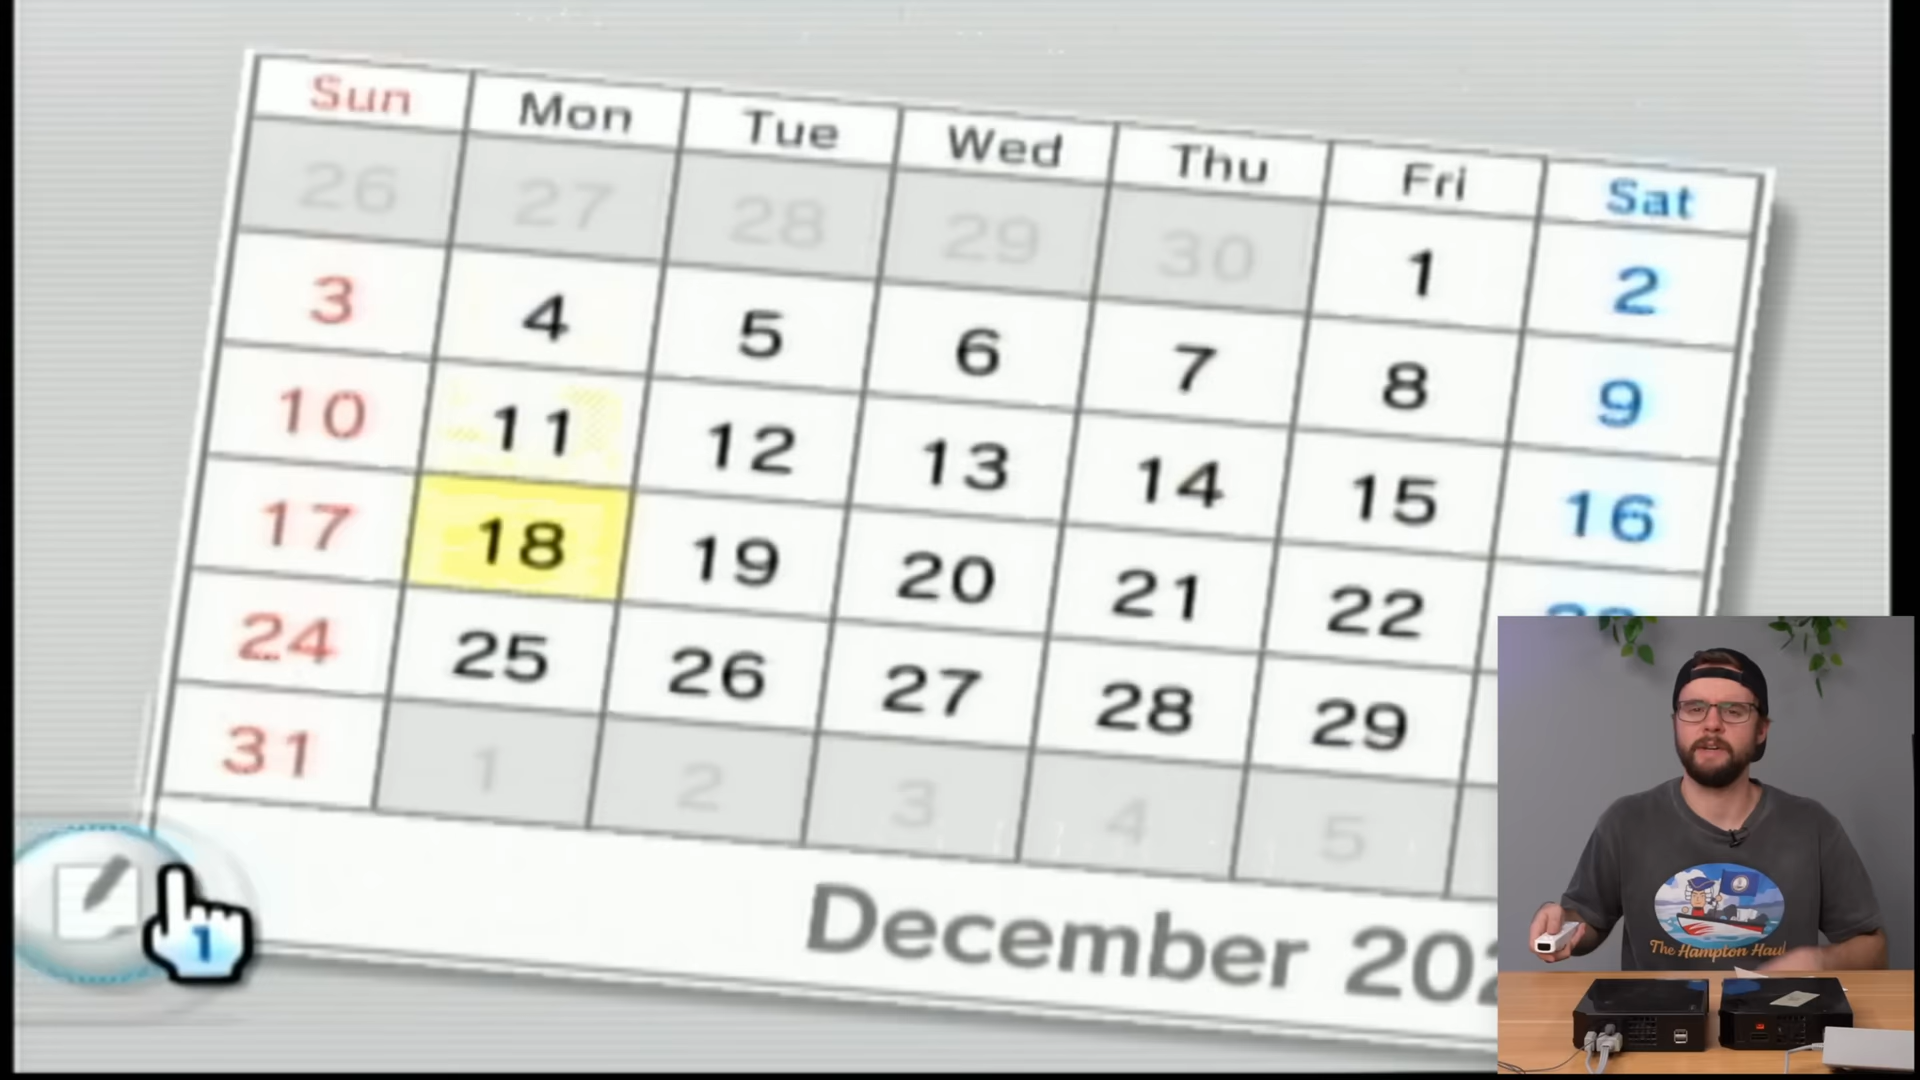 Sun Mon Tue Wed Thu Fri Sat
26 27 28 29 30 1 2
3 4 5 6 7 8 9
10 11 12 13 14 15 16
17 18 19 20 21 22
24 25 26 27 28 29
31 1 2 3 4 5
December 202
1
The Hampton Haul